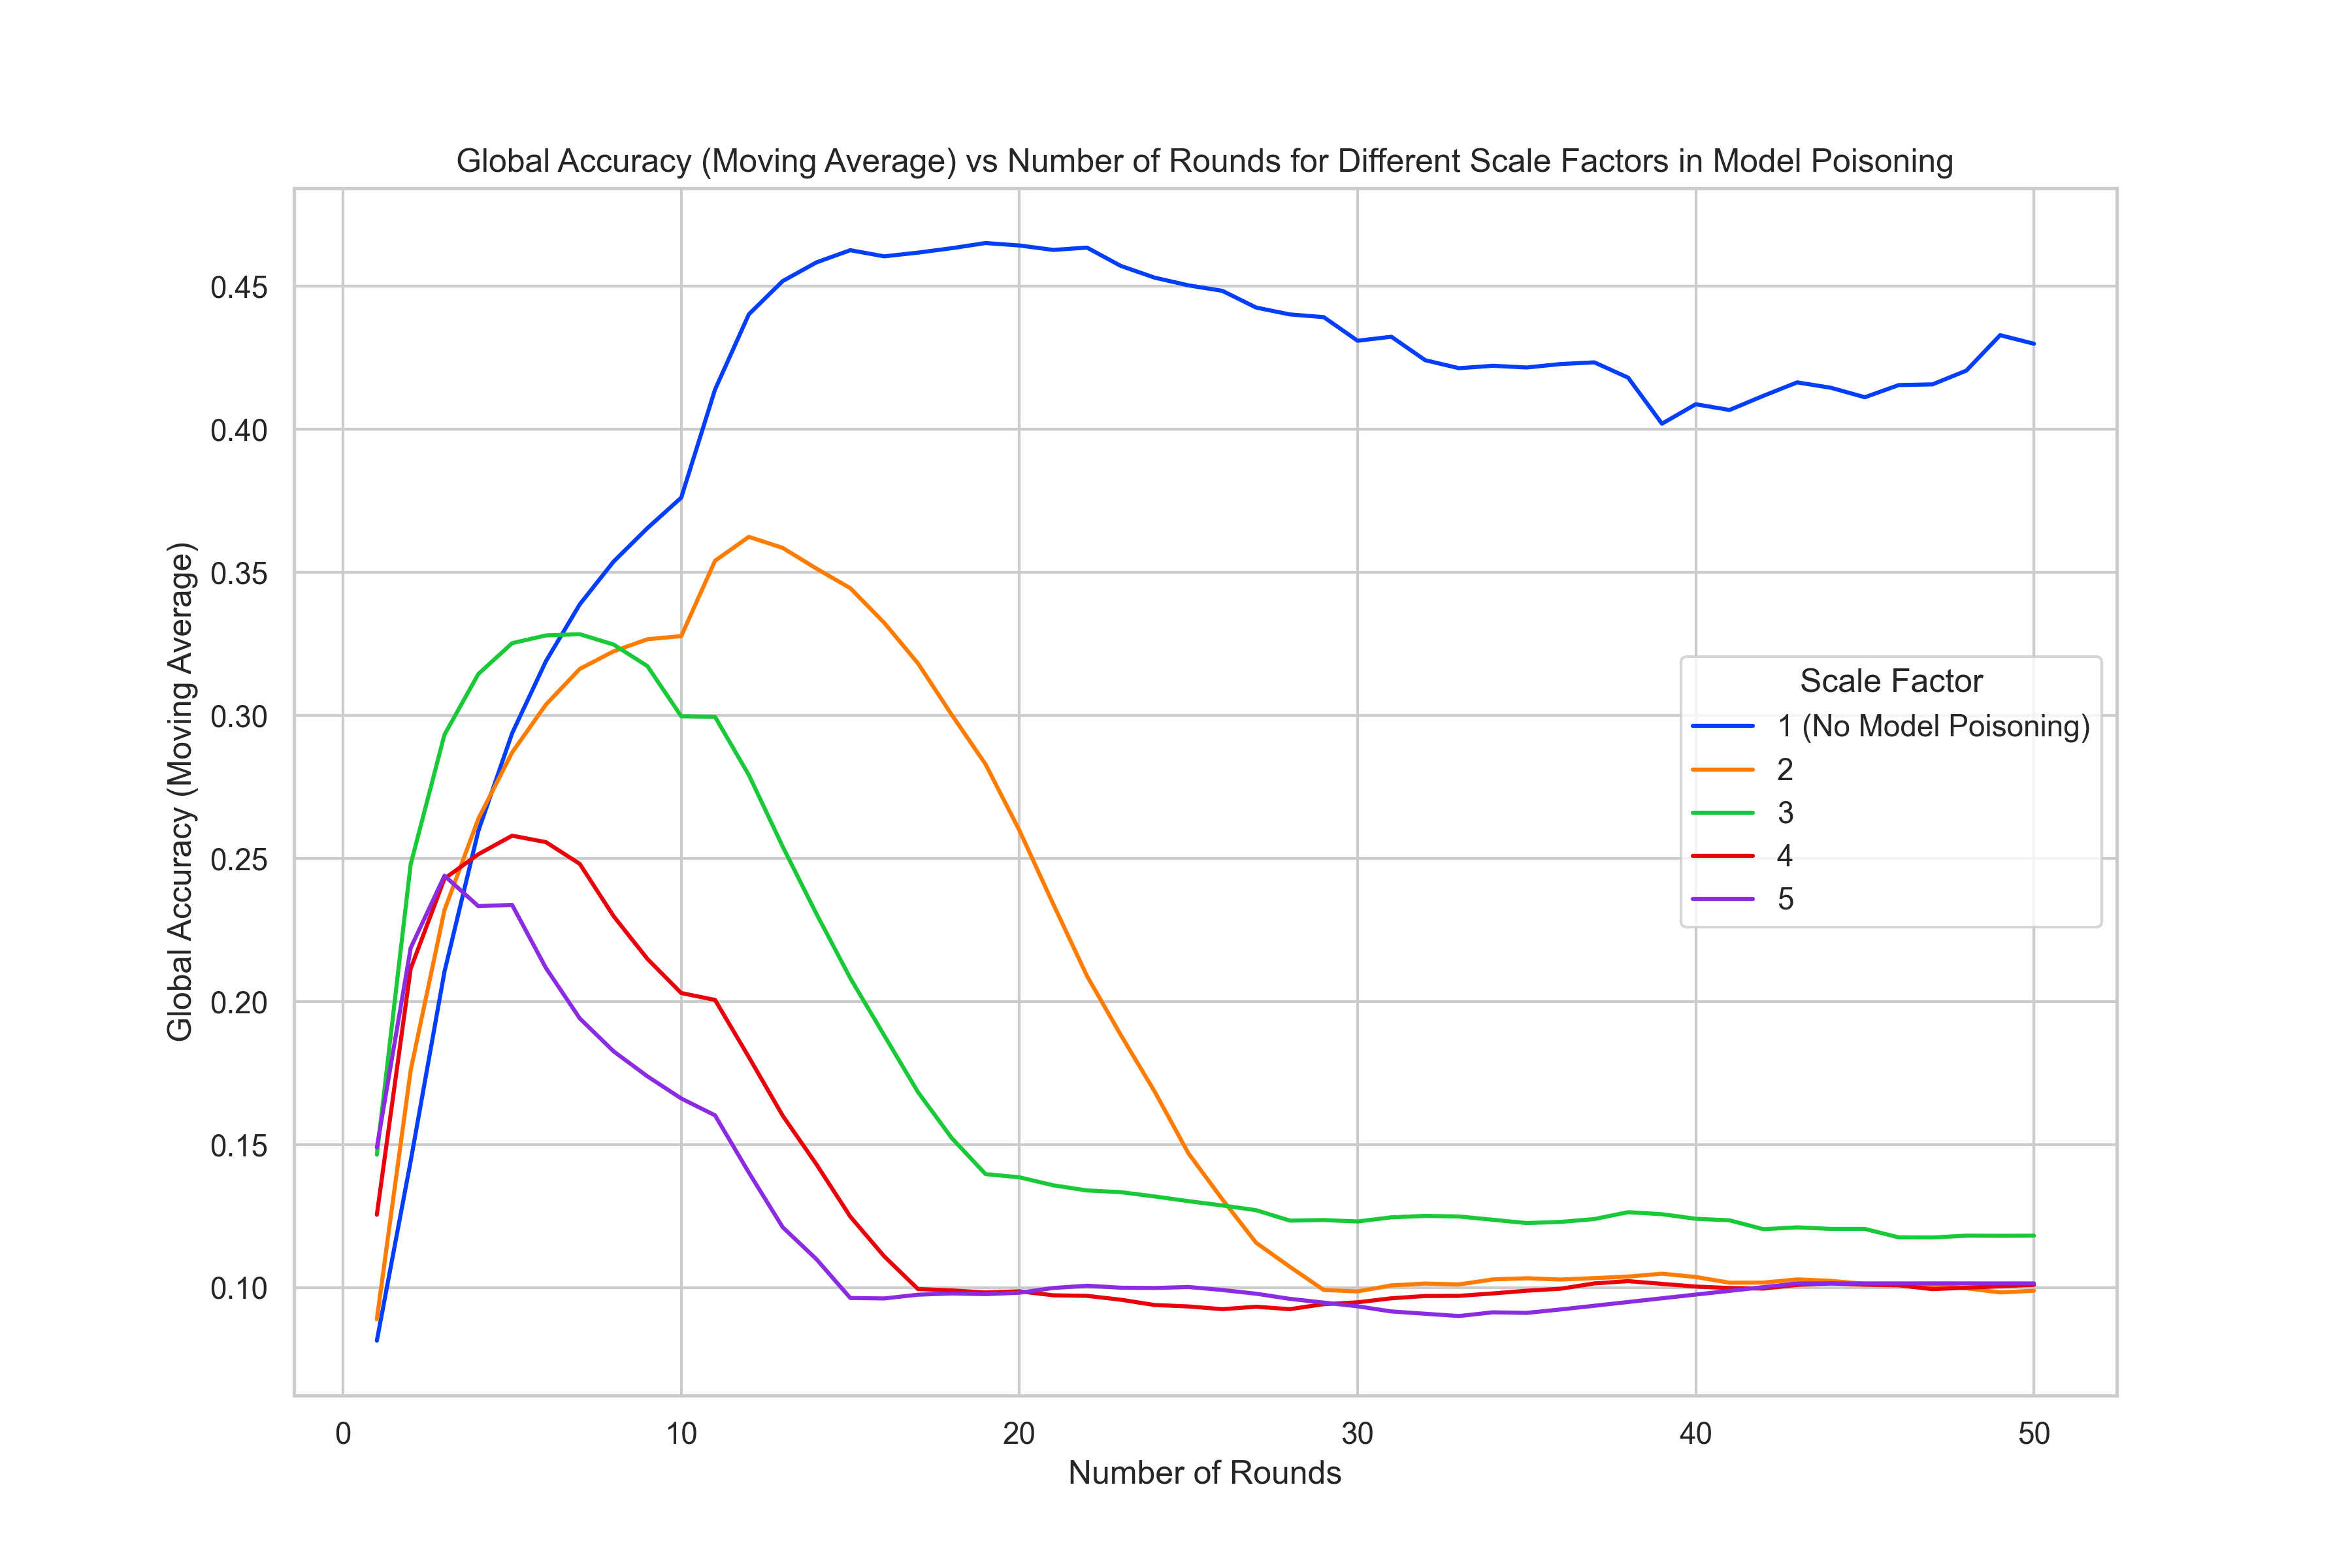 Global Accuracy (Moving Average) vs Number of Rounds for Different Scale Factors in Model Poisoning
Global Accuracy (Moving Average)
0.45
0.40
0.35
0.30
0.25
0.20
0.15
0.10
Scale Factor
1 (No Model Poisoning)
2
3
4
5
0 10 20 30 40 50
Number of Rounds